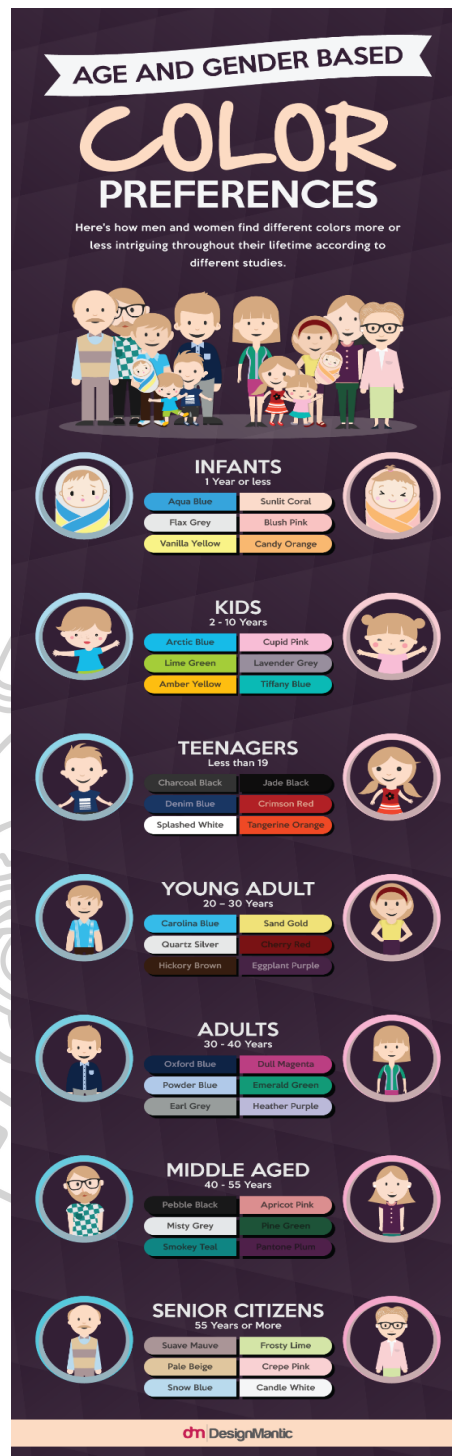 AGE AND GENDER BASED
COLOR
PREFERENCES
Here's how men and women find different colors more or
less intriguing throughout their lifetime according to
different studies.
INFANTS
1 Year or less
Aqua Blue Sunlit Coral
Flax Grey Blush Pink
Vanilla Yellow Candy Orange
KIDS
2 - 10 Years
Arctic Blue Cupid Pink
Lime Green Lavender Grey
Amber Yellow Tiffany Blue
TEENAGERS
Less than 19
Charcoal Black Jade Black
Denim Blue Crimson Red
Splashed White Tangerine Orange
YOUNG ADULT
20 – 30 Years
Carolina Blue Sand Gold
Quartz Silver Cherry Red
Hickory Brown Eggplant Purple
ADULTS
30 - 40 Years
Oxford Blue Dull Magenta
Powder Blue Emerald Green
Earl Grey Heather Purple
MIDDLE AGED
40 - 55 Years
Pebble Black Apricot Pink
Misty Grey Pine Green
Smokey Teal Pantone Plum
SENIOR CITIZENS
55 Years or More
Suave Mauve Frosty Lime
Pale Beige Crepe Pink
Snow Blue Candle White
dm DesignMantic